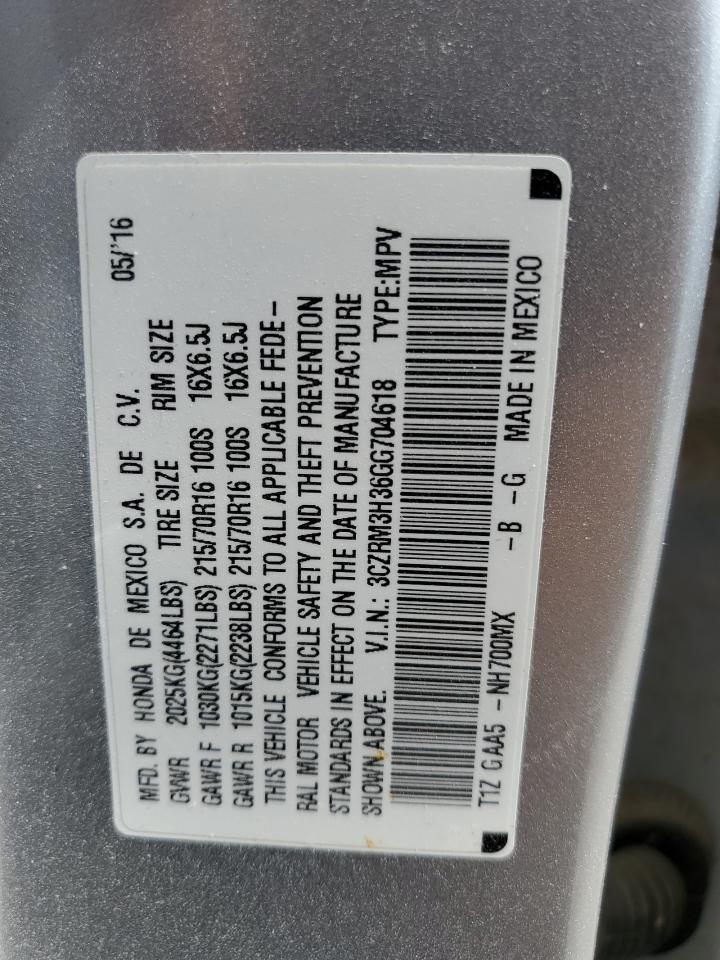 MFD. BY HONDA DE MEXICO S.A. DE C.V. 05/'16
GVWR 2025KG(4464LBS) TIRE SIZE RIM SIZE
GAWR F 1030KG(2271LBS) 215/70R16 100S 16X6.5J
GAWR R 1015KG(2238LBS) 215/70R16 100S 16X6.5J
THIS VEHICLE CONFORMS TO ALL APPLICABLE FEDE-
RAL MOTOR VEHICLE SAFETY AND THEFT PREVENTION
STANDARDS IN EFFECT ON THE DATE OF MANUFACTURE
SHOWN ABOVE. V.I.N.: 3CZRM3H36GG704618 TYPE:MPV
T1Z GAA5 -NH700MX -B -G MADE IN MEXICO